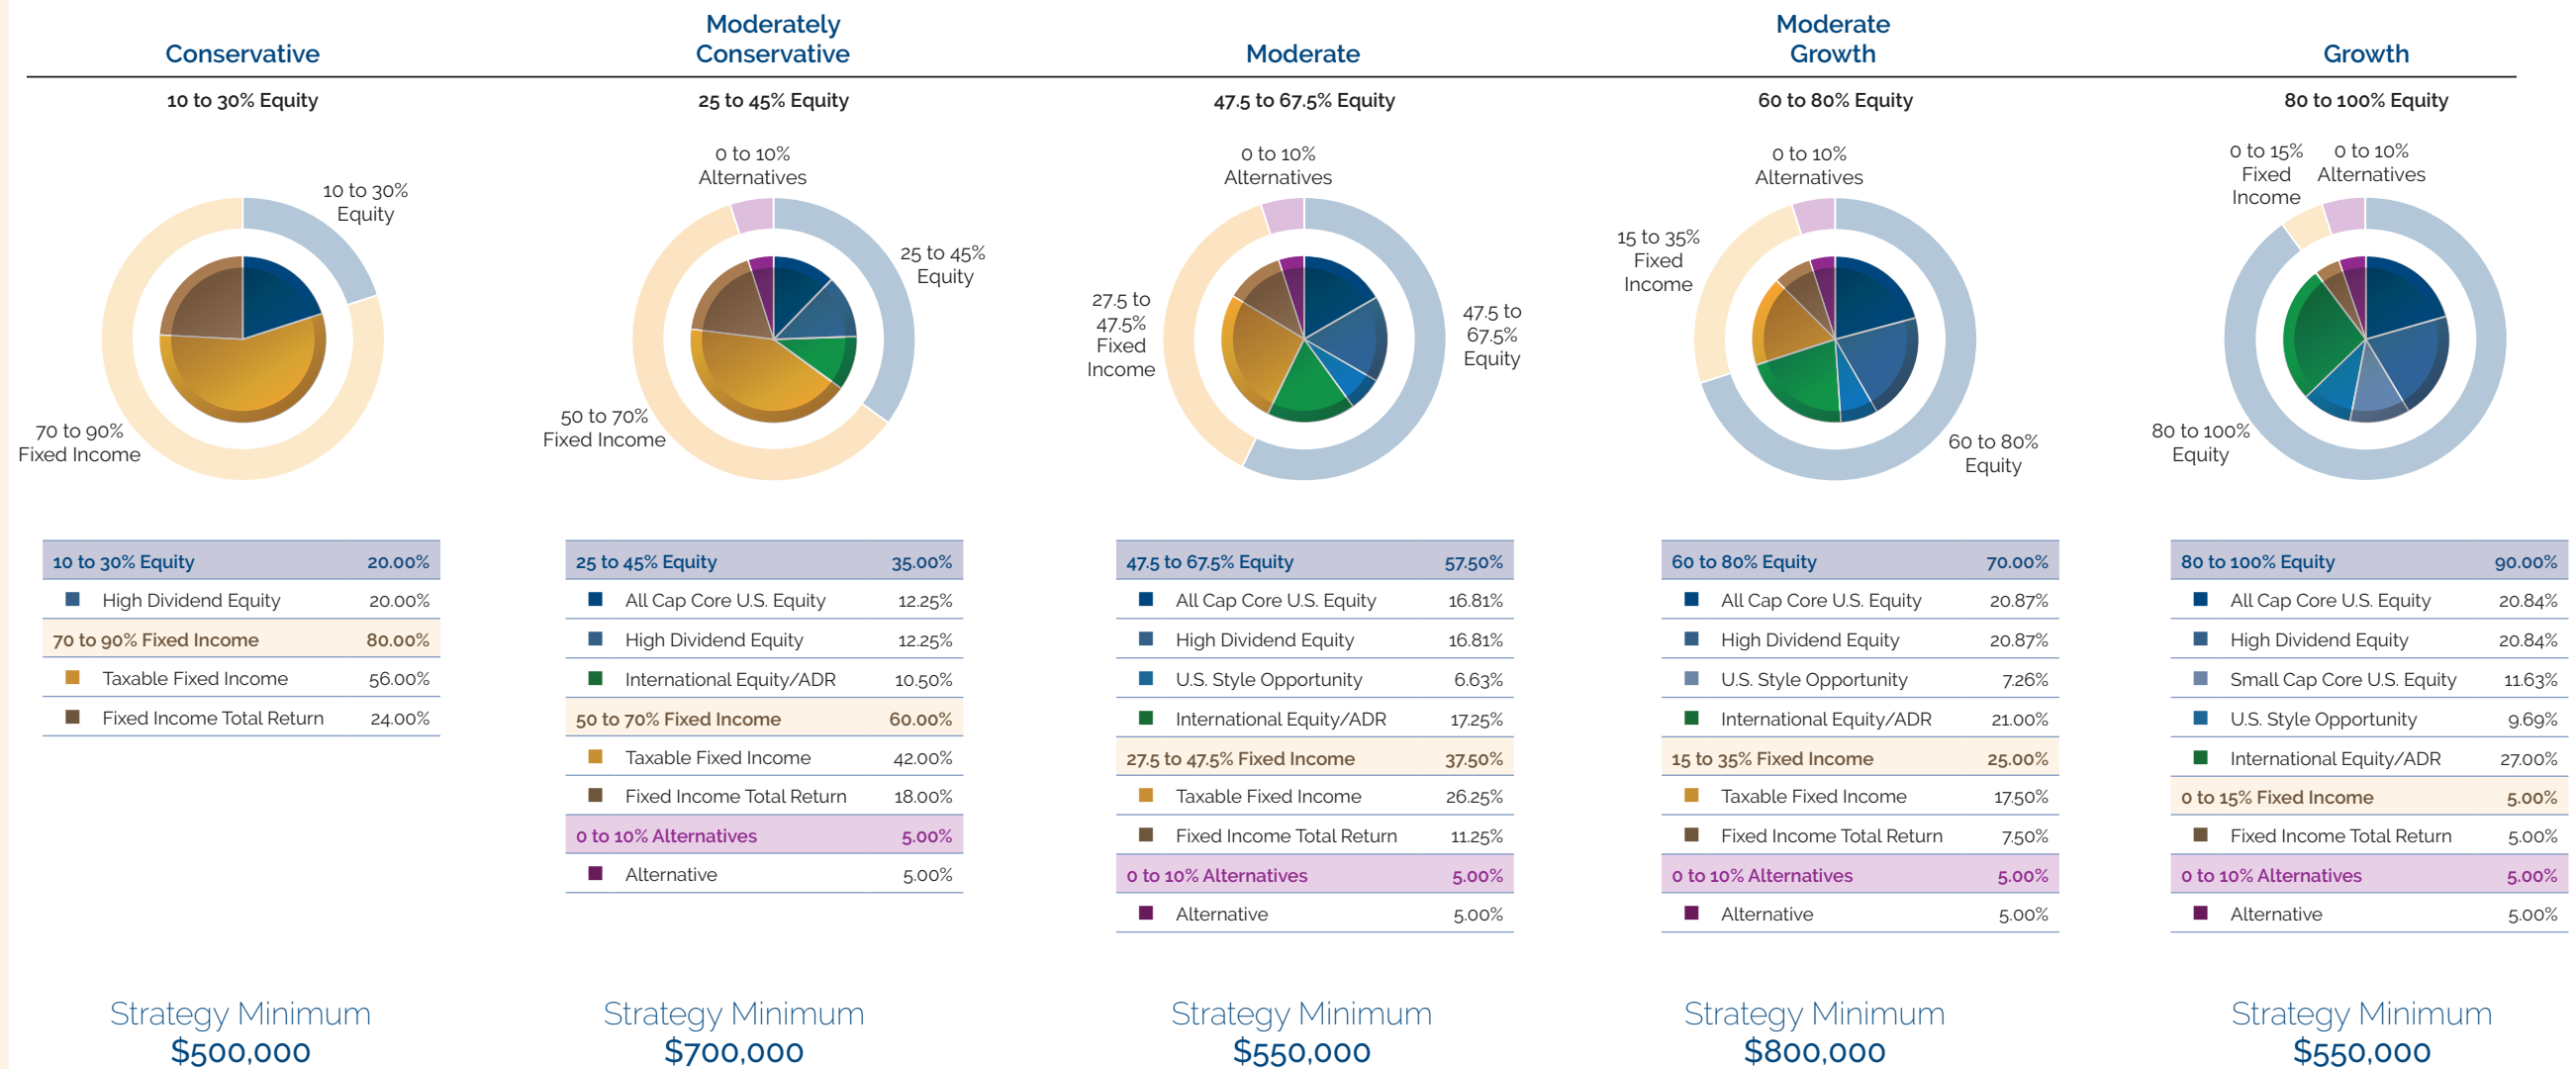 Conservative
Moderately
Conservative
Moderate
Moderate
Growth
Growth
10 to 30% Equity
25 to 45% Equity
47.5 to 67.5% Equity
60 to 80% Equity
80 to 100% Equity
10 to 30%
Equity
70 to 90%
Fixed Income
0 to 10%
Alternatives
25 to 45%
Equity
50 to 70%
Fixed Income
0 to 10%
Alternatives
27.5 to
47.5%
Fixed
Income
47.5 to
67.5%
Equity
0 to 10%
Alternatives
15 to 35%
Fixed
Income
60 to 80%
Equity
0 to 15%
Fixed
Income
0 to 10%
Alternatives
80 to 100%
Equity
10 to 30% Equity 20.00%
High Dividend Equity 20.00%
70 to 90% Fixed Income 80.00%
Taxable Fixed Income 56.00%
Fixed Income Total Return 24.00%
25 to 45% Equity 35.00%
All Cap Core U.S. Equity 12.25%
High Dividend Equity 12.25%
International Equity/ADR 10.50%
50 to 70% Fixed Income 60.00%
Taxable Fixed Income 42.00%
Fixed Income Total Return 18.00%
0 to 10% Alternatives 5.00%
Alternative 5.00%
47.5 to 67.5% Equity 57.50%
All Cap Core U.S. Equity 16.81%
High Dividend Equity 16.81%
U.S. Style Opportunity 6.63%
International Equity/ADR 17.25%
27.5 to 47.5% Fixed Income 37.50%
Taxable Fixed Income 26.25%
Fixed Income Total Return 11.25%
0 to 10% Alternatives 5.00%
Alternative 5.00%
60 to 80% Equity 70.00%
All Cap Core U.S. Equity 20.87%
High Dividend Equity 20.87%
U.S. Style Opportunity 7.26%
International Equity/ADR 21.00%
15 to 35% Fixed Income 25.00%
Taxable Fixed Income 17.50%
Fixed Income Total Return 7.50%
0 to 10% Alternatives 5.00%
Alternative 5.00%
80 to 100% Equity 90.00%
All Cap Core U.S. Equity 20.84%
High Dividend Equity 20.84%
Small Cap Core U.S. Equity 11.63%
U.S. Style Opportunity 9.69%
International Equity/ADR 27.00%
0 to 15% Fixed Income 5.00%
Fixed Income Total Return 5.00%
0 to 10% Alternatives 5.00%
Alternative 5.00%
Strategy Minimum
$500,000
Strategy Minimum
$700,000
Strategy Minimum
$550,000
Strategy Minimum
$800,000
Strategy Minimum
$550,000